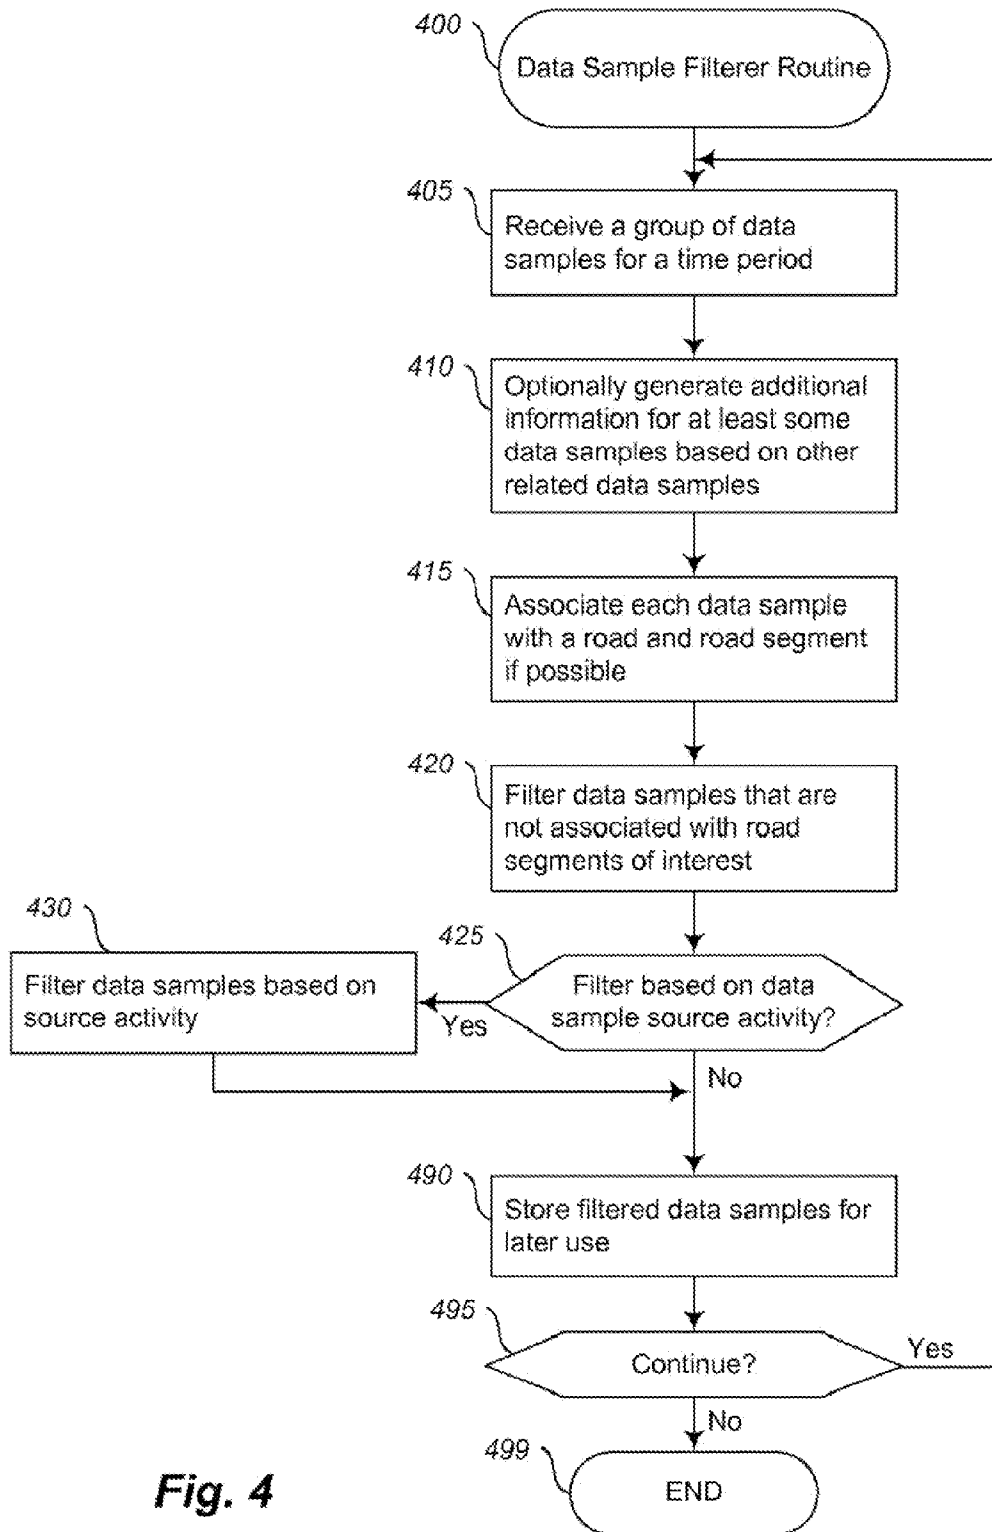 400
Data Sample Filterer Routine
405
Receive a group of data
samples for a time period
410
Optionally generate additional
information for at least some
data samples based on other
related data samples
415
Associate each data sample
with a road and road segment
if possible
420
Filter data samples that are
not associated with road
segments of interest
425
Filter based on data
sample source activity?
Yes
No
430
Filter data samples based on
source activity
490
Store filtered data samples for
later use
495
Continue?
Yes
No
499
END
Fig. 4